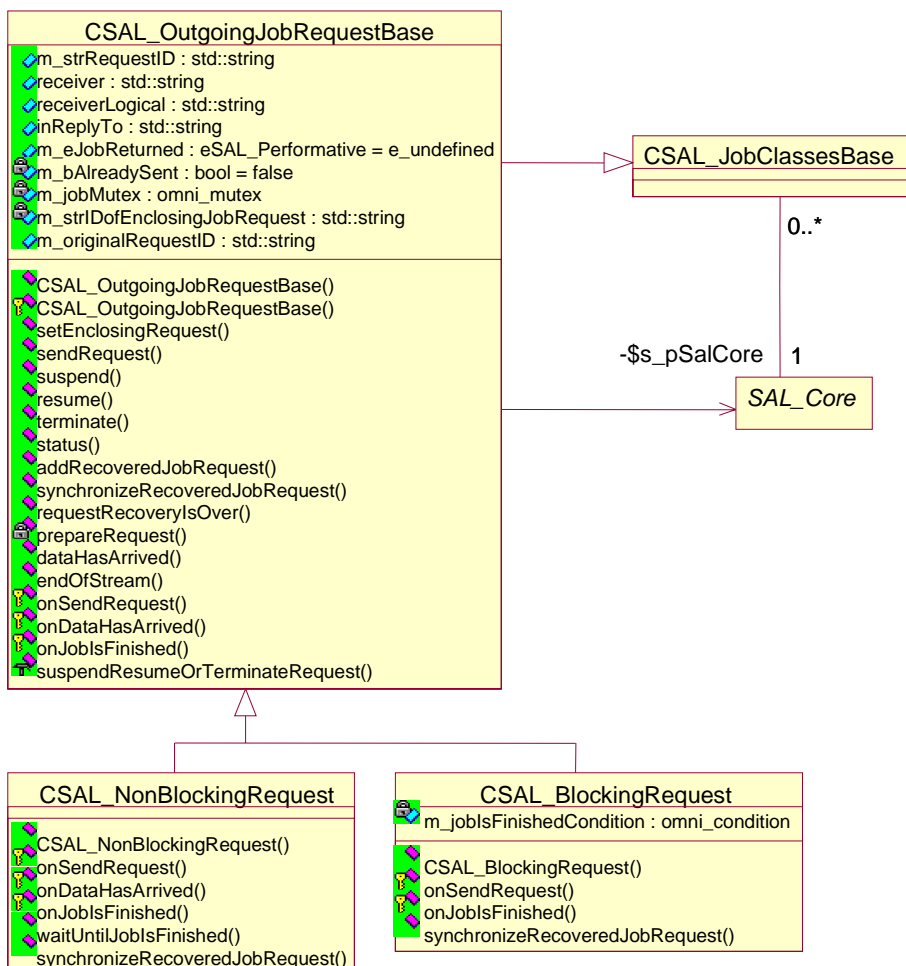 CSAL_OutgoingJobRequestBase
m_strRequestID : std::string
receiver : std::string
receiverLogical : std::string
inReplyTo : std::string
m_eJobReturned : eSAL_Performative = e_undefined
m_bAlreadySent : bool = false
m_jobMutex : omni_mutex
m_strIDofEnclosingJobRequest : std::string
m_originalRequestID : std::string
CSAL_OutgoingJobRequestBase()
CSAL_OutgoingJobRequestBase()
setEnclosingRequest()
sendRequest()
suspend()
resume()
terminate()
status()
addRecoveredJobRequest()
synchronizeRecoveredJobRequest()
requestRecoveryIsOver()
prepareRequest()
dataHasArrived()
endOfStream()
onSendRequest()
onDataHasArrived()
onJobIsFinished()
suspendResumeOrTerminateRequest()
CSAL_JobClassesBase
0..*
-$s_pSalCore
1
SAL_Core
CSAL_NonBlockingRequest
CSAL_NonBlockingRequest()
onSendRequest()
onDataHasArrived()
onJobIsFinished()
waitUntilJobIsFinished()
synchronizeRecoveredJobRequest()
CSAL_BlockingRequest
m_jobIsFinishedCondition : omni_condition
CSAL_BlockingRequest()
onSendRequest()
onJobIsFinished()
synchronizeRecoveredJobRequest()